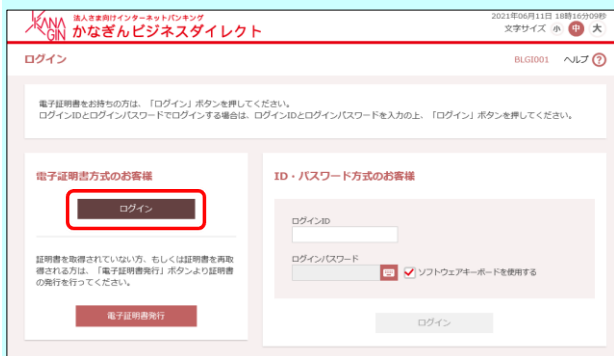 KANAGIN
法人さま向けインターネットバンキング
かなぎんビジネスダイレクト
2021年06月11日 18時16分09秒
文字サイズ 小 中 大
ログイン
BLGI001 ヘルプ ?
電子証明書をお持ちの方は、「ログイン」ボタンを押してください。
ログインIDとログインパスワードでログインする場合は、ログインIDとログインパスワードを入力の上、「ログイン」ボタンを押してください。
電子証明書方式のお客様
ログイン
証明書を取得されていない方、もしくは証明書を再取
得される方は、「電子証明書発行」ボタンより証明書
の発行を行ってください。
電子証明書発行
ID・パスワード方式のお客様
ログインID
ログインパスワード
ソフトウェアキーボードを使用する
ログイン